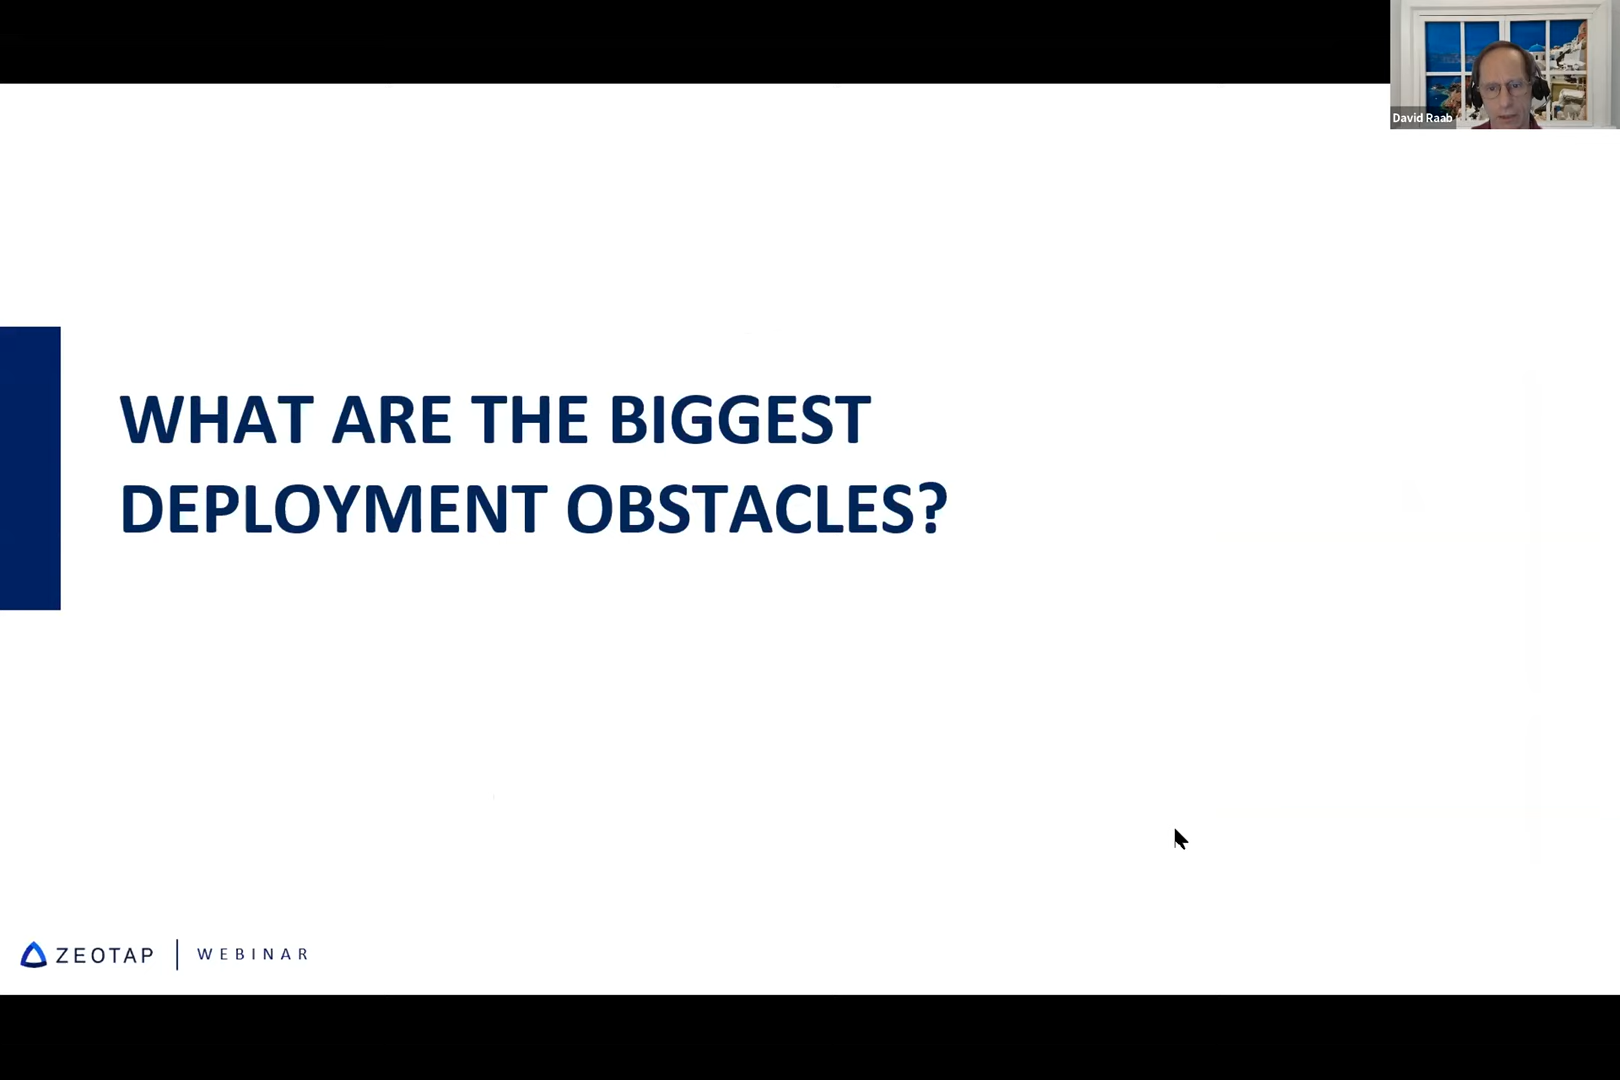 David Raab
WHAT ARE THE BIGGEST
DEPLOYMENT OBSTACLES?
ZEOTAP | WEBINAR